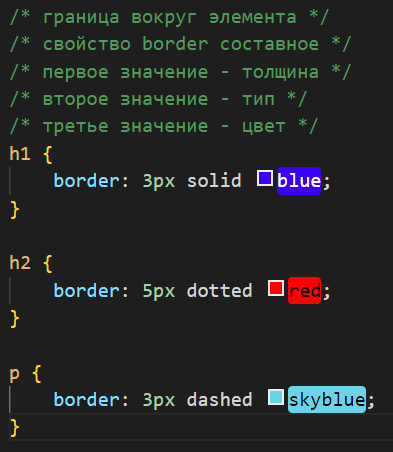 /* граница вокруг элемента */
/* свойство border составное */
/* первое значение - толщина */
/* второе значение - тип */
/* третье значение - цвет */
h1 {
border: 3px solid blue;
}
h2 {
border: 5px dotted red;
}
p {
border: 3px dashed skyblue;
}